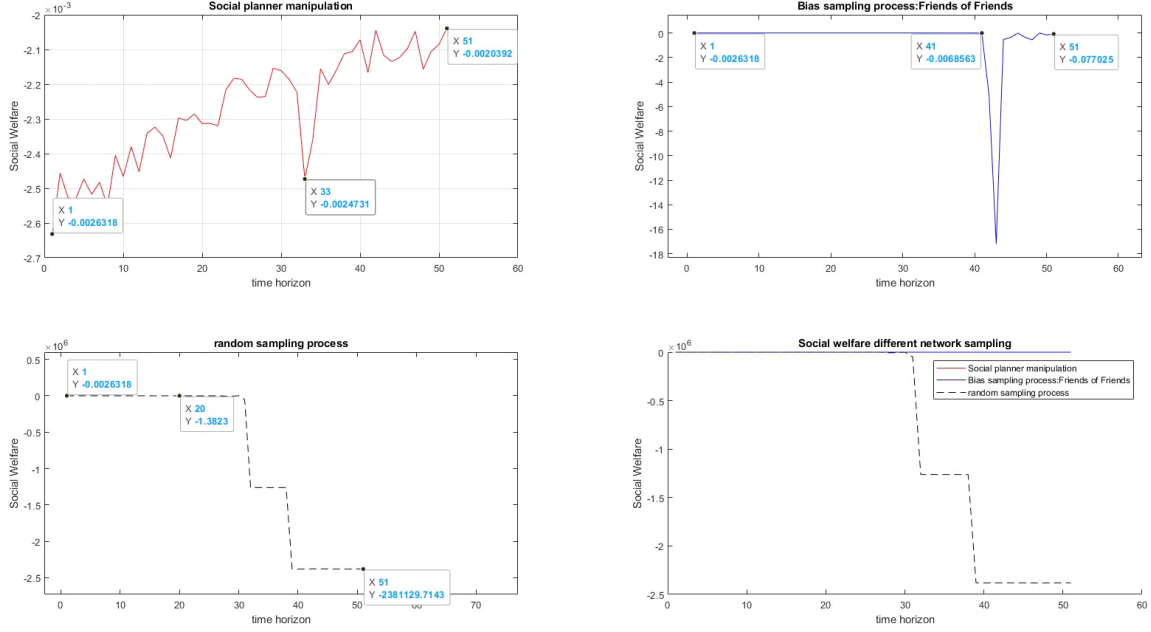 Social planner manipulation
×10⁻³
-2
-2.1
-2.2
-2.3
-2.4
-2.5
-2.6
-2.7
Social Welfare
X 51
Y -0.0020392
X 33
Y -0.0024731
X 1
Y -0.0026318
0 10 20 30 40 50 60
time horizon
Bias sampling process:Friends of Friends
0
-2
-4
-6
-8
-10
-12
-14
-16
-18
Social Welfare
X 1
Y -0.0026318
X 41
Y -0.0068563
X 51
Y -0.077025
0 10 20 30 40 50 60
time horizon
random sampling process
×10⁶
0.5
0
-0.5
-1
-1.5
-2
-2.5
Social Welfare
X 1
Y -0.0026318
X 20
Y -1.3823
X 51
Y -2381129.7143
0 10 20 30 40 50 60 70
time horizon
Social welfare different network sampling
×10⁶
0
-0.5
-1
-1.5
-2
-2.5
Social Welfare
Social planner manipulation
Bias sampling process:Friends of Friends
random sampling process
0 10 20 30 40 50 60
time horizon